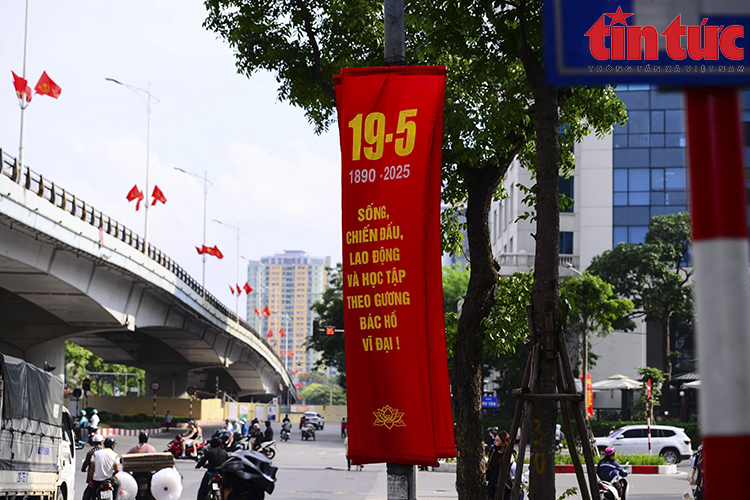 tin tức
THÔNG TẤN XÃ VIỆT NAM
19-5
1890 - 2025
SỐNG,
CHIẾN ĐẤU,
LAO ĐỘNG
VÀ HỌC TẬP
THEO GƯƠNG
BÁC HỒ
VĨ ĐẠI !